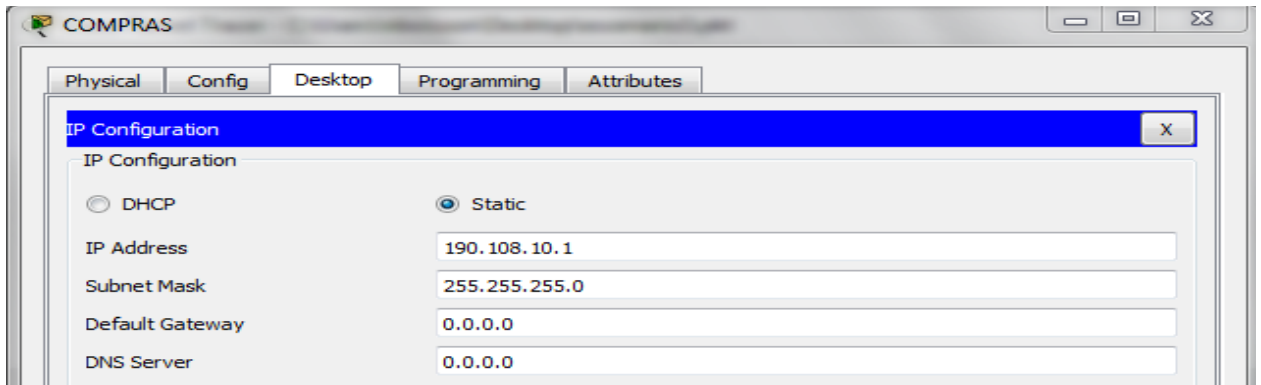 COMPRAS
Physical Config Desktop Programming Attributes
IP Configuration X
IP Configuration
DHCP Static
IP Address 190.108.10.1
Subnet Mask 255.255.255.0
Default Gateway 0.0.0.0
DNS Server 0.0.0.0